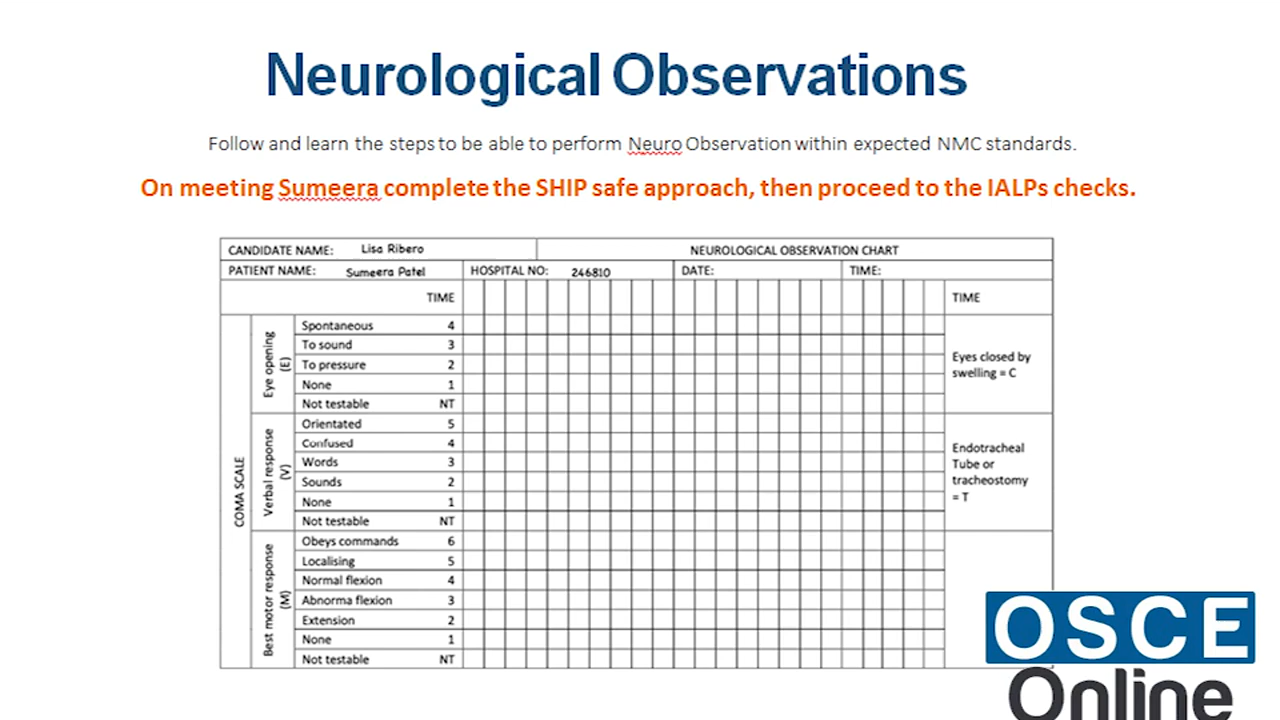 Neurological Observations
Follow and learn the steps to be able to perform Neuro Observation within expected NMC standards.
On meeting Sumeera complete the SHIP safe approach, then proceed to the IALPs checks.
CANDIDATE NAME: Lisa Ribero NEUROLOGICAL OBSERVATION CHART
PATIENT NAME: Sumeera Patel HOSPITAL NO: 246810 DATE: TIME:
TIME TIME
COMA SCALE
Eye opening
(E)
Spontaneous 4
To sound 3
To pressure 2
None 1
Not testable NT
Eyes closed by
swelling = C
Verbal response
(V)
Orientated 5
Confused 4
Words 3
Sounds 2
None 1
Not testable NT
Endotracheal
Tube or
tracheostomy
= T
Best motor response
(M)
Obeys commands 6
Localising 5
Normal flexion 4
Abnorma flexion 3
Extension 2
None 1
Not testable NT
OSCE
Online